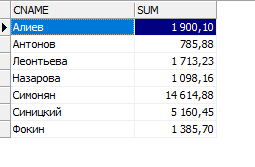 CNAME SUM
Алиев 1 900,10
Антонов 785,88
Леонтьева 1 713,23
Назарова 1 098,16
Симонян 14 614,88
Синицкий 5 160,45
Фокин 1 385,70